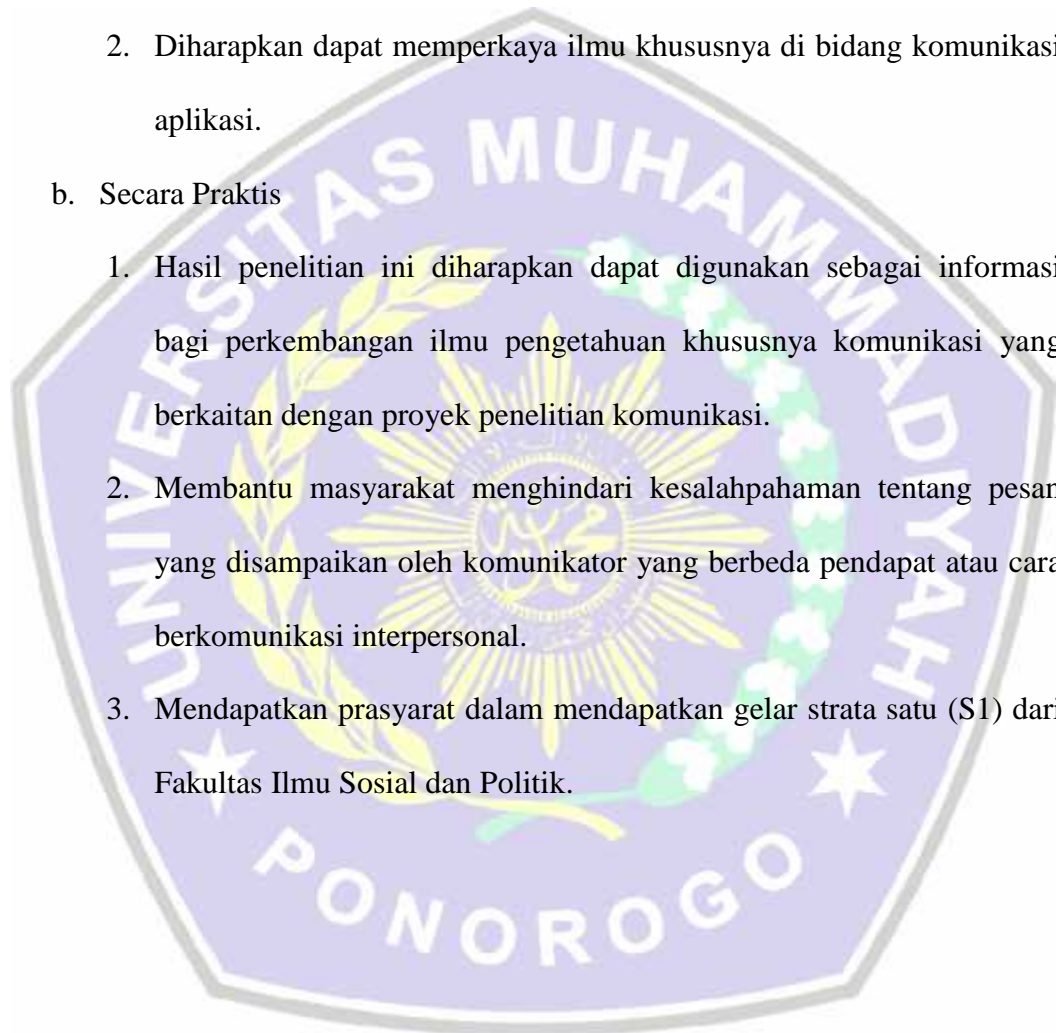 2. Diharapkan dapat memperkaya ilmu khususnya di bidang komunikasi
aplikasi.
b. Secara Praktis
1. Hasil penelitian ini diharapkan dapat digunakan sebagai informasi
bagi perkembangan ilmu pengetahuan khususnya komunikasi yang
berkaitan dengan proyek penelitian komunikasi.
2. Membantu masyarakat menghindari kesalahpahaman tentang pesan
yang disampaikan oleh komunikator yang berbeda pendapat atau cara
berkomunikasi interpersonal.
3. Mendapatkan prasyarat dalam mendapatkan gelar strata satu (S1) dari
Fakultas Ilmu Sosial dan Politik.
UNIVERSITAS MUHAMMADIYAH
PONOROGO